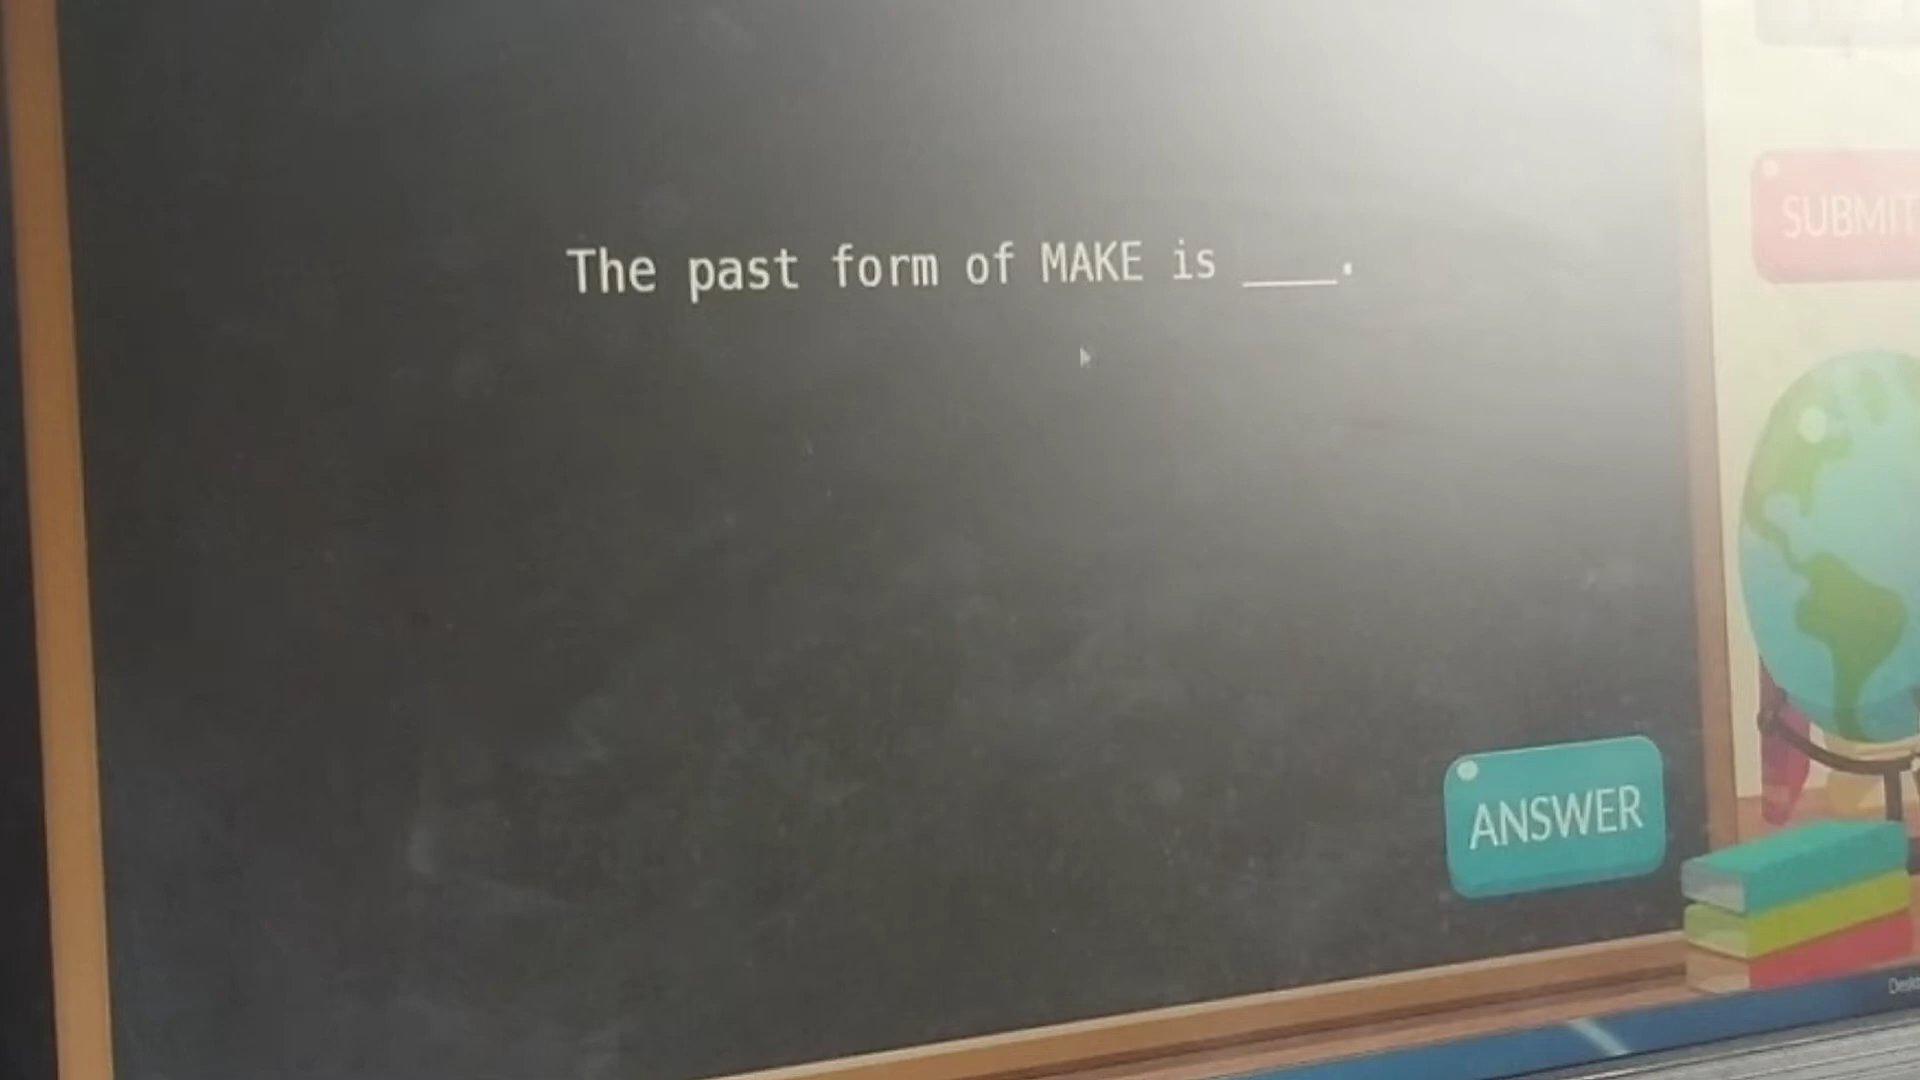 The past form of MAKE is ____.
SUBMIT
ANSWER